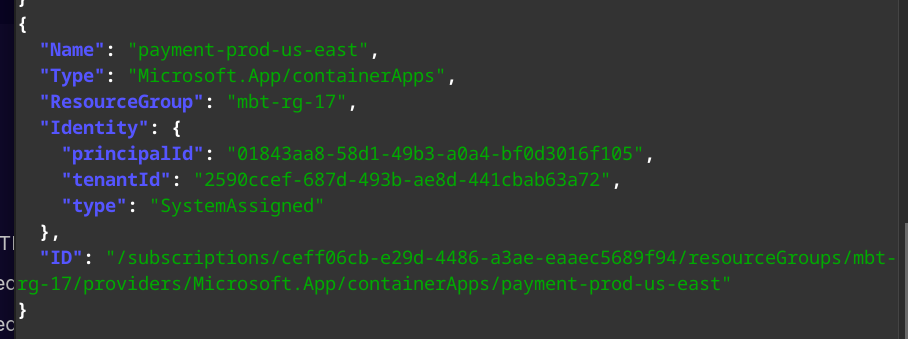 }
{
  "Name": "payment-prod-us-east",
  "Type": "Microsoft.App/containerApps",
  "ResourceGroup": "mbt-rg-17",
  "Identity": {
    "principalId": "01843aa8-58d1-49b3-a0a4-bf0d3016f105",
    "tenantId": "2590ccef-687d-493b-ae8d-441cbab63a72",
    "type": "SystemAssigned"
  },
  "ID": "/subscriptions/ceff06cb-e29d-4486-a3ae-eaaec5689f94/resourceGroups/mbt-
rg-17/providers/Microsoft.App/containerApps/payment-prod-us-east"
}